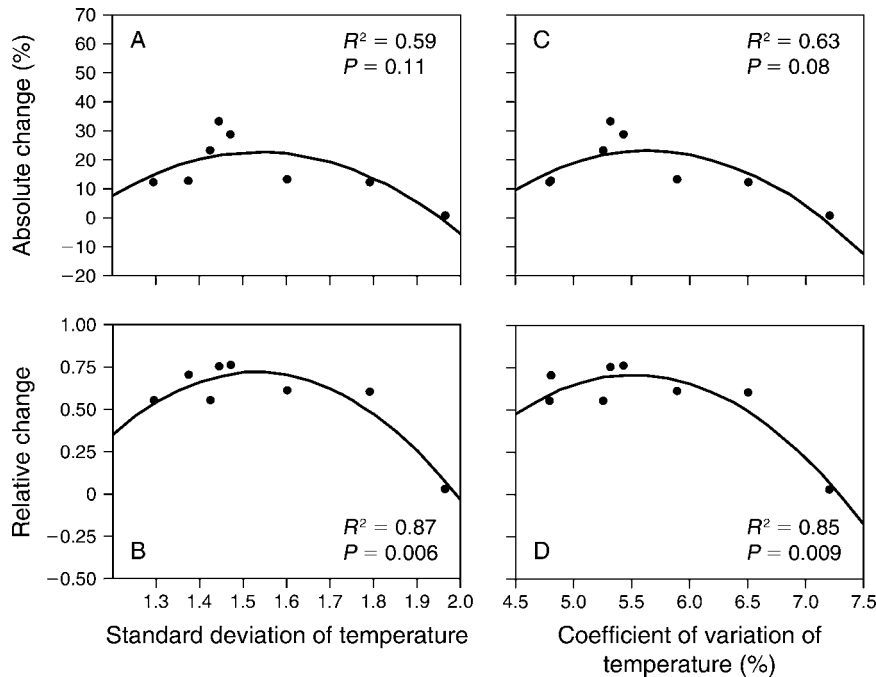 Absolute change (%)
70
60
50
40
30
20
10
0
−10
−20
A
R² = 0.59
P = 0.11
C
R² = 0.63
P = 0.08
Relative change
1.00
0.75
0.50
0.25
0
−0.25
−0.50
B
R² = 0.87
P = 0.006
D
R² = 0.85
P = 0.009
1.3 1.4 1.5 1.6 1.7 1.8 1.9 2.0
Standard deviation of temperature
4.5 5.0 5.5 6.0 6.5 7.0 7.5
Coefficient of variation of
temperature (%)